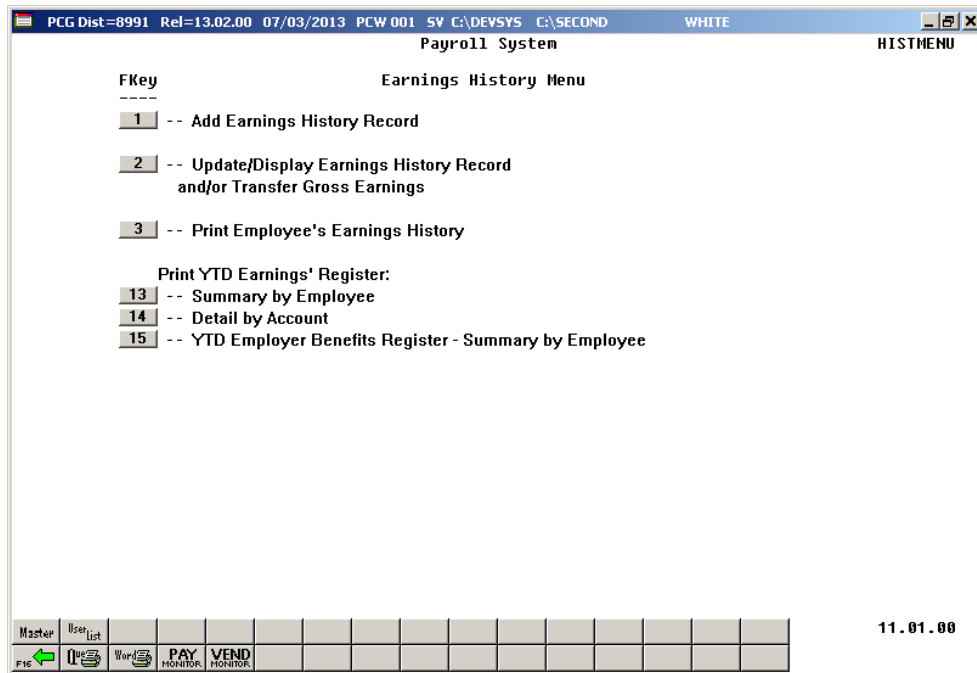 PCG Dist=8991 Rel=13.02.00 07/03/2013 PCW 001 SV C:\DEVSYS C:\SECOND WHITE
Payroll System HISTMENU
FKey Earnings History Menu
----
1 -- Add Earnings History Record
2 -- Update/Display Earnings History Record
and/or Transfer Gross Earnings
3 -- Print Employee's Earnings History
Print YTD Earnings' Register:
13 -- Summary by Employee
14 -- Detail by Account
15 -- YTD Employer Benefits Register - Summary by Employee
Master User List 11.01.00
F16 Que Word PAY MONITOR VEND MONITOR